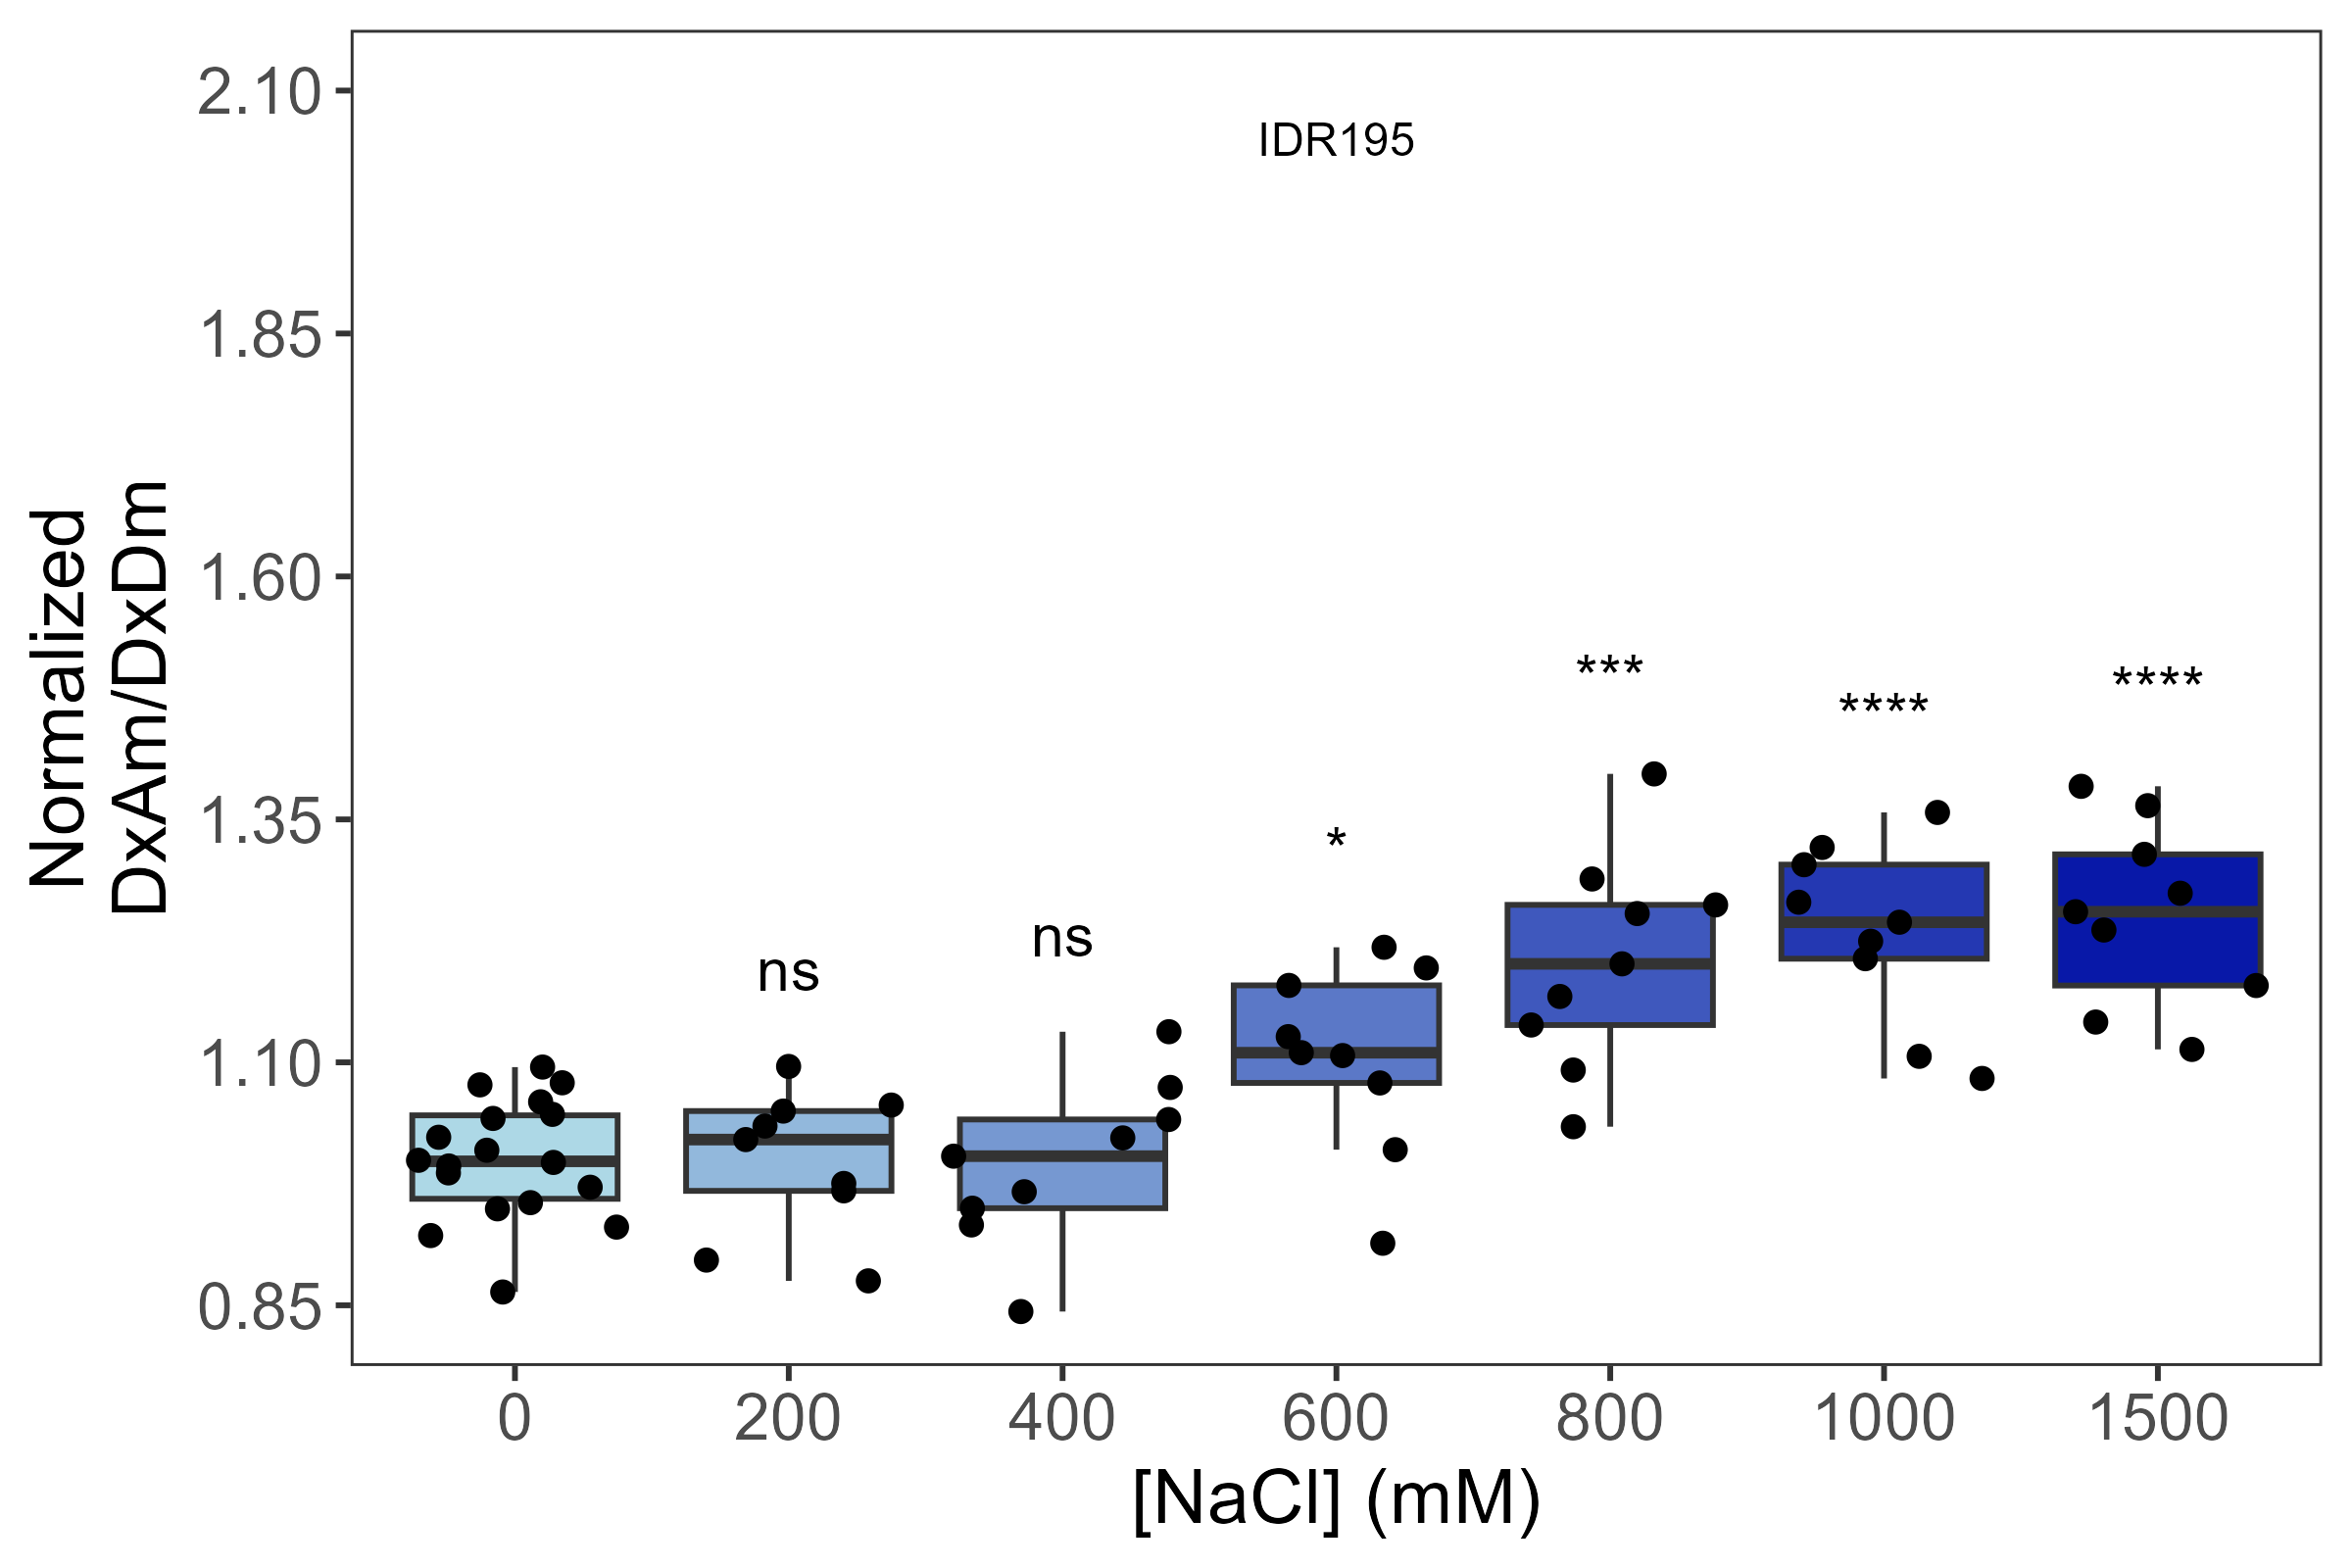 IDR195
2.10
1.85
1.60
1.35
1.10
0.85
Normalized
DxAm/DxDm
ns
ns
*
***
****
****
0
200
400
600
800
1000
1500
[NaCl] (mM)